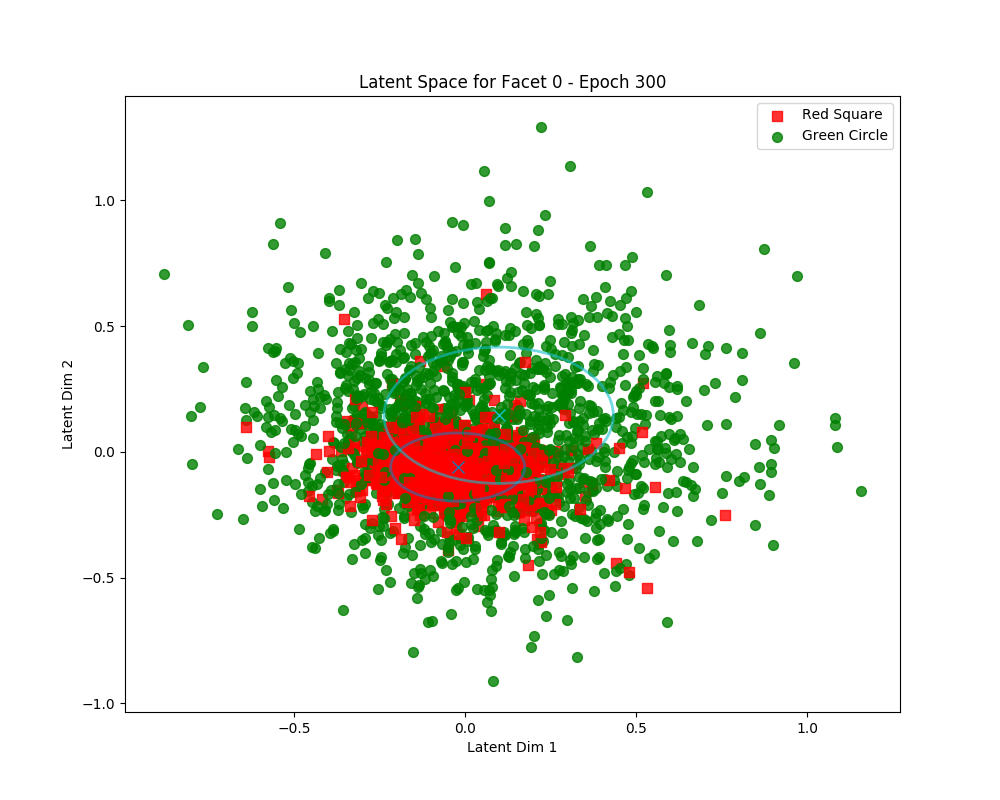 Latent Space for Facet 0 - Epoch 300
Red Square
Green Circle
1.0
0.5
0.0
−0.5
−1.0
Latent Dim 2
−0.5
0.0
0.5
1.0
Latent Dim 1